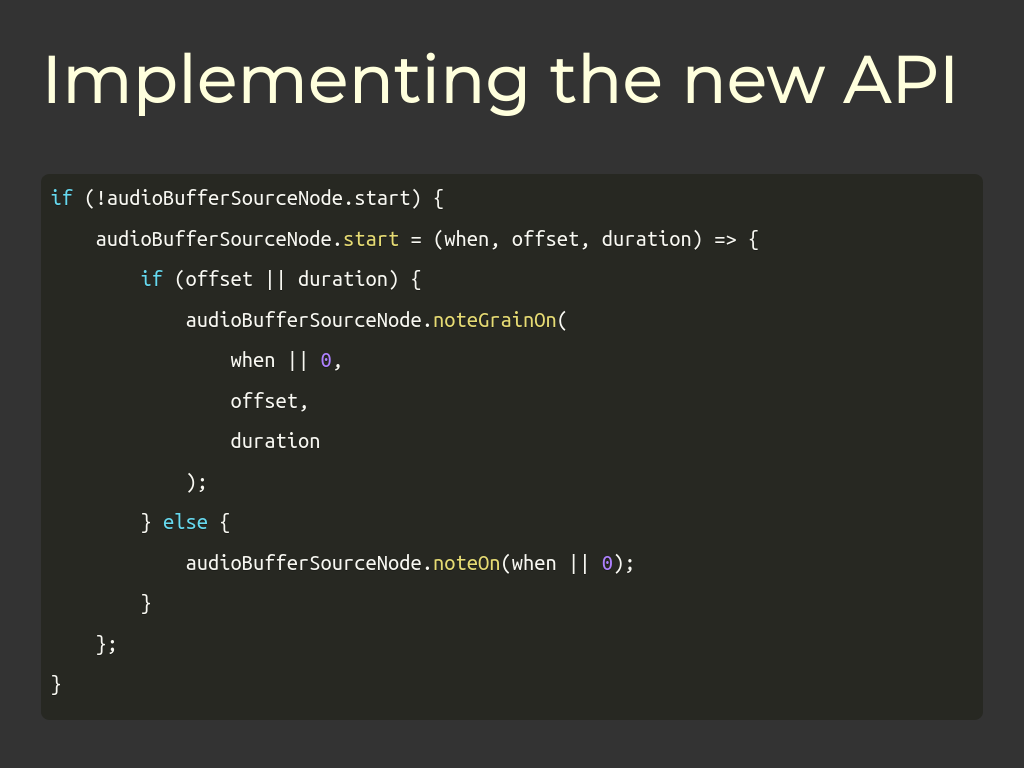 Implementing the new API
if (!audioBufferSourceNode.start) {
    audioBufferSourceNode.start = (when, offset, duration) => {
        if (offset || duration) {
            audioBufferSourceNode.noteGrainOn(
                when || 0,
                offset,
                duration
            );
        } else {
            audioBufferSourceNode.noteOn(when || 0);
        }
    };
}